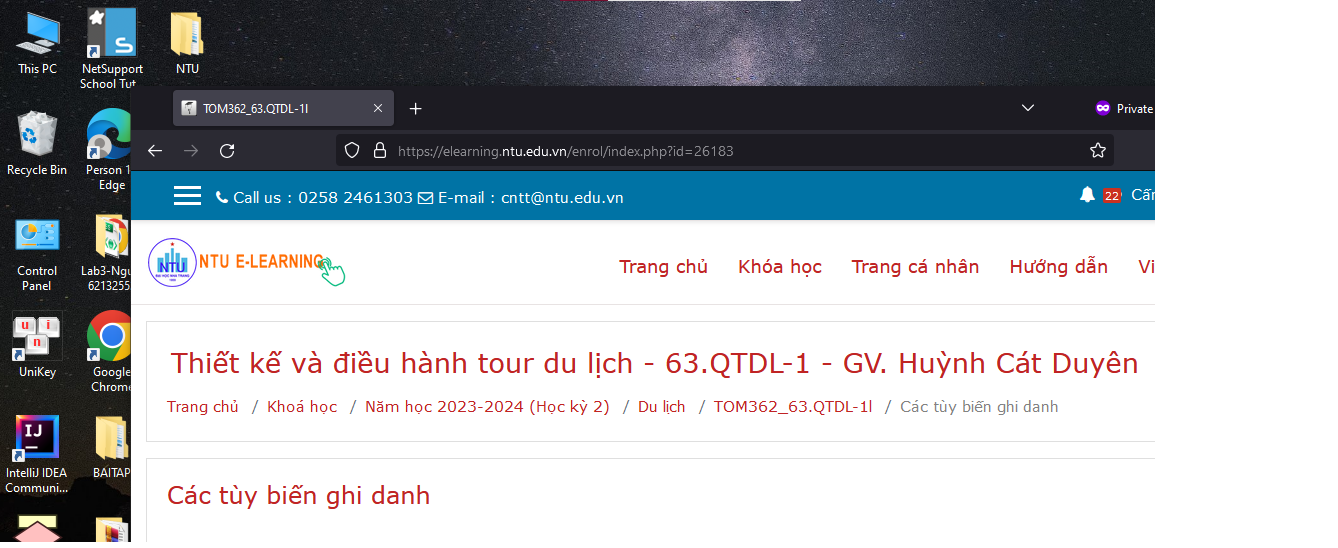 This PC
NetSupport
School Tut...
NTU
TOM362_63.QTDL-1l
Private
Recycle Bin
Person 1
Edge
https://elearning.ntu.edu.vn/enrol/index.php?id=26183
Call us : 0258 2461303 E-mail : cntt@ntu.edu.vn
22
Control
Panel
Lab3-Ngu
6213255
NTU
NTU E-LEARNING
Trang chủ
Khóa học
Trang cá nhân
Hướng dẫn
Vi
UniKey
Google
Chrome
Thiết kế và điều hành tour du lịch - 63.QTDL-1 - GV. Huỳnh Cát Duyên
Trang chủ / Khoá học / Năm học 2023-2024 (Học kỳ 2) / Du lịch / TOM362_63.QTDL-1l / Các tùy biến ghi danh
IntelliJ IDEA
Communi...
BAITAP
Các tùy biến ghi danh